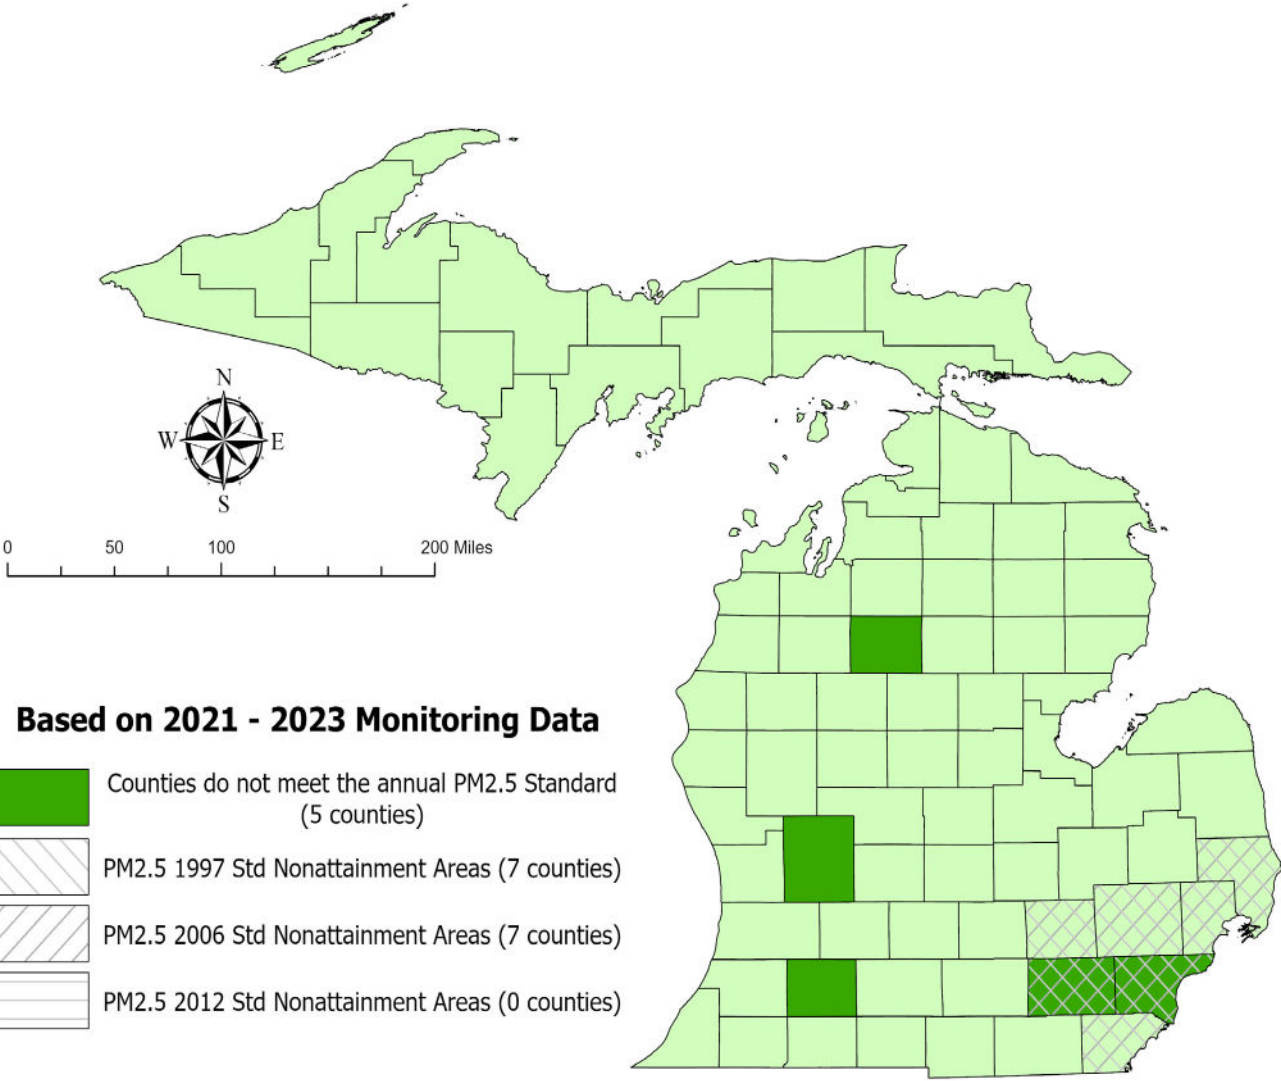 N
W E
S
0 50 100 200 Miles
Based on 2021 - 2023 Monitoring Data
Counties do not meet the annual PM2.5 Standard
(5 counties)
PM2.5 1997 Std Nonattainment Areas (7 counties)
PM2.5 2006 Std Nonattainment Areas (7 counties)
PM2.5 2012 Std Nonattainment Areas (0 counties)